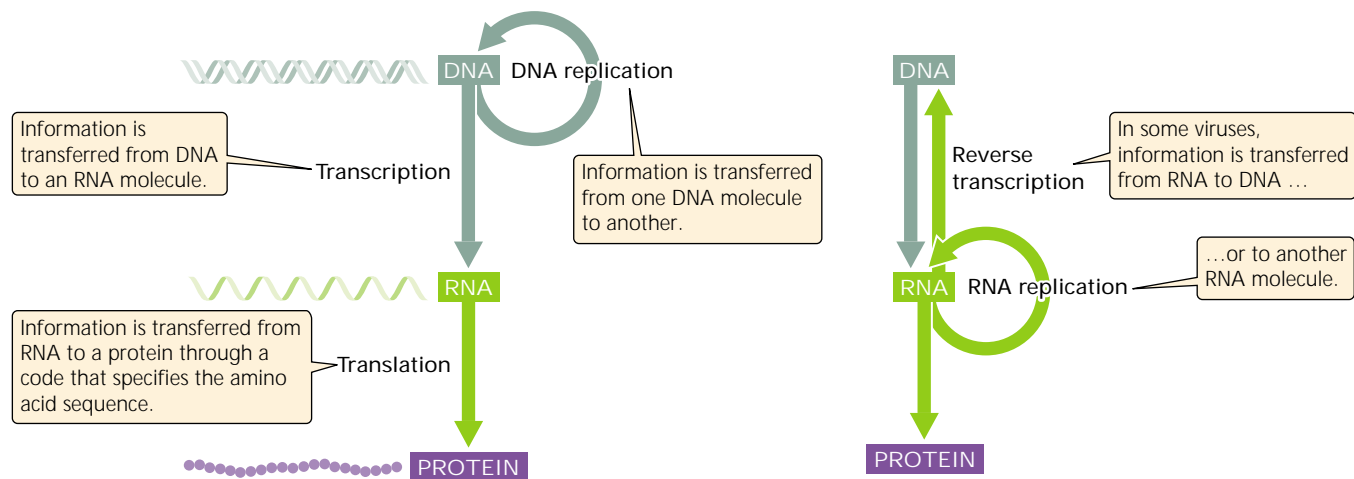 DNA
DNA replication
Information is
transferred from DNA
to an RNA molecule.
Transcription
Information is transferred
from one DNA molecule
to another.
RNA
Information is transferred from
RNA to a protein through a
code that specifies the amino
acid sequence.
Translation
PROTEIN
DNA
Reverse
transcription
In some viruses,
information is transferred
from RNA to DNA …
RNA
RNA replication
…or to another
RNA molecule.
PROTEIN